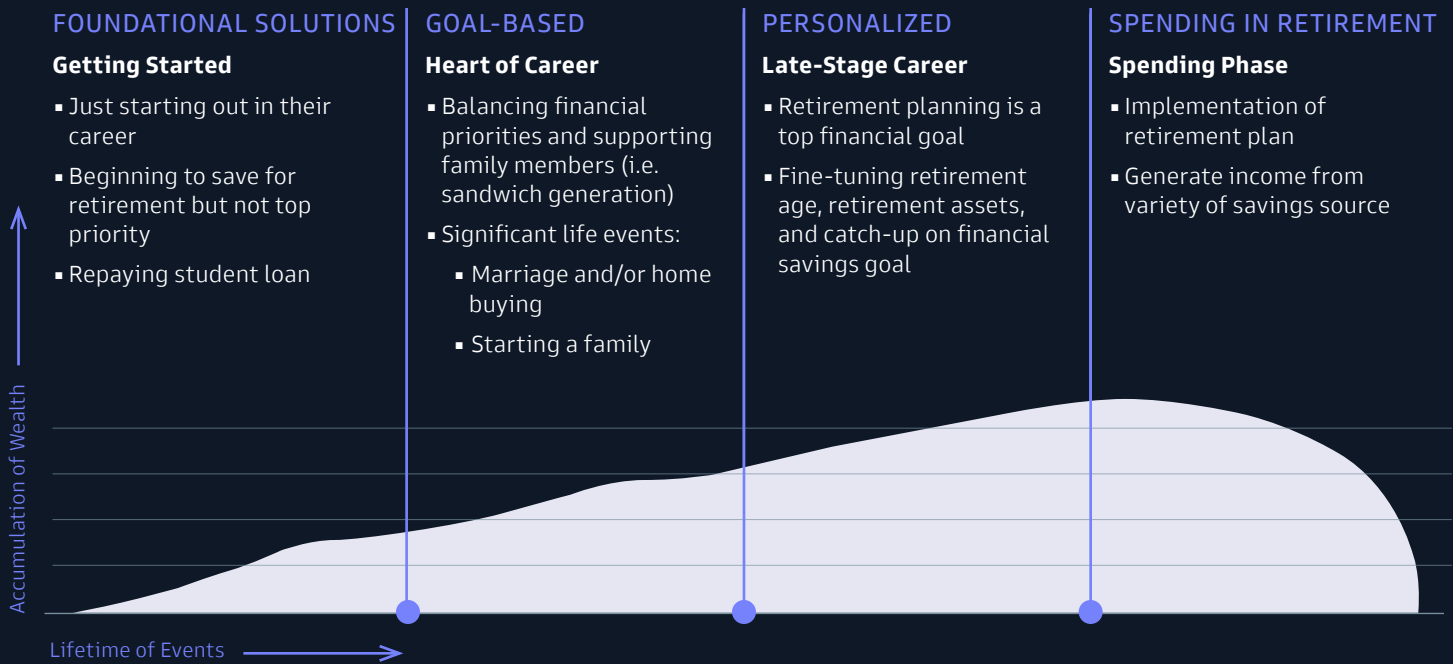 FOUNDATIONAL SOLUTIONS
Getting Started
▪ Just starting out in their
career
▪ Beginning to save for
retirement but not top
priority
▪ Repaying student loan
GOAL-BASED
Heart of Career
▪ Balancing financial
priorities and supporting
family members (i.e.
sandwich generation)
▪ Significant life events:
▪ Marriage and/or home
buying
▪ Starting a family
PERSONALIZED
Late-Stage Career
▪ Retirement planning is a
top financial goal
▪ Fine-tuning retirement
age, retirement assets,
and catch-up on financial
savings goal
SPENDING IN RETIREMENT
Spending Phase
▪ Implementation of
retirement plan
▪ Generate income from
variety of savings source
Accumulation of Wealth
Lifetime of Events